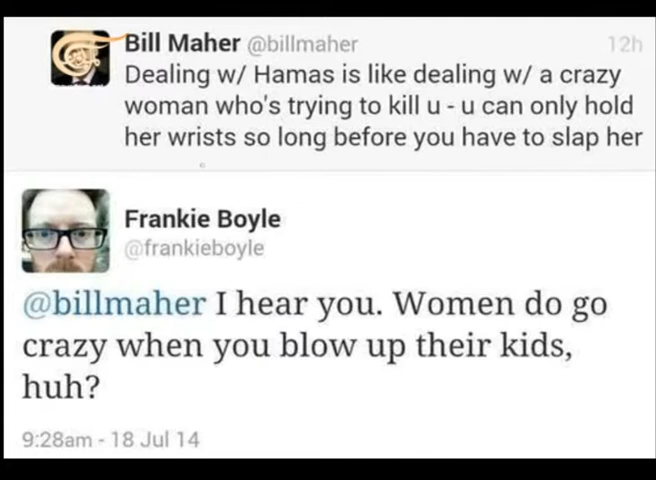 Bill Maher @billmaher 12h
Dealing w/ Hamas is like dealing w/ a crazy
woman who's trying to kill u - u can only hold
her wrists so long before you have to slap her
Frankie Boyle
@frankieboyle
@billmaher I hear you. Women do go
crazy when you blow up their kids,
huh?
9:28am - 18 Jul 14